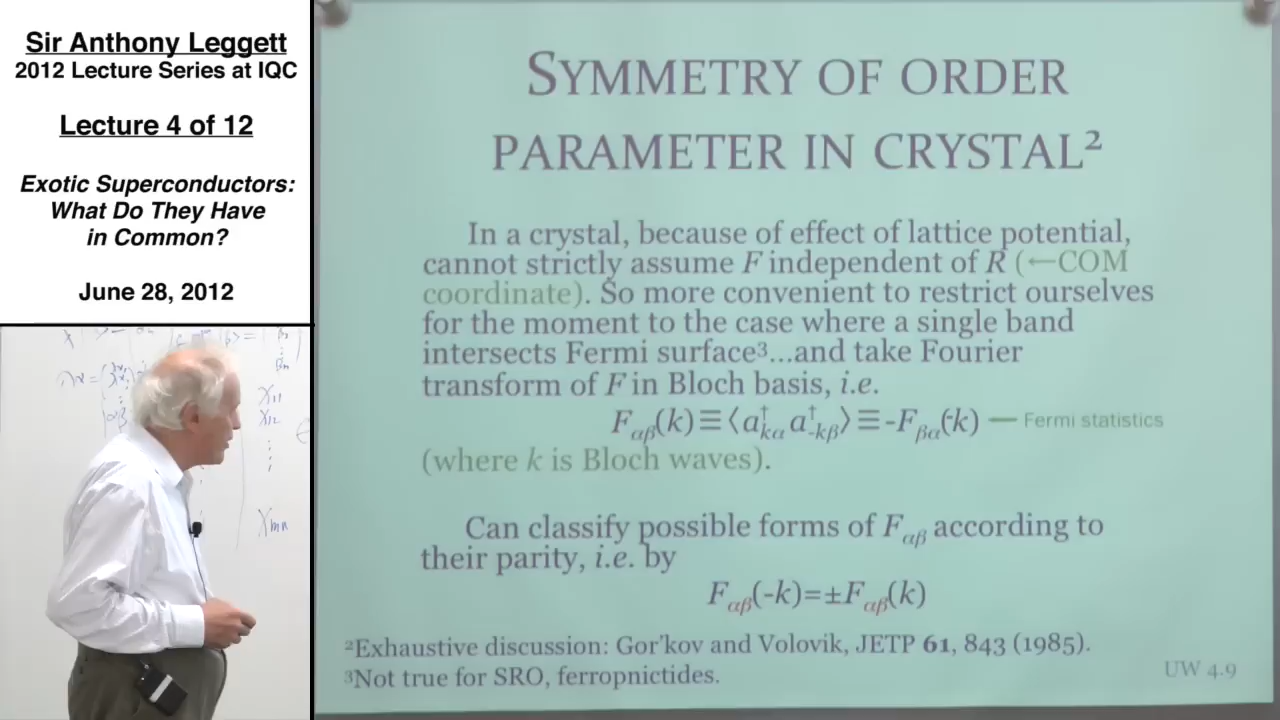 Sir Anthony Leggett
2012 Lecture Series at IQC
Lecture 4 of 12
Exotic Superconductors:
What Do They Have
in Common?
June 28, 2012
SYMMETRY OF ORDER
PARAMETER IN CRYSTAL²
In a crystal, because of effect of lattice potential,
cannot strictly assume F independent of R (←COM
coordinate). So more convenient to restrict ourselves
for the moment to the case where a single band
intersects Fermi surface³...and take Fourier
transform of F in Bloch basis, i.e.
F_αβ(k)≡⟨a†_kα a†_-kβ⟩≡-F_βα(-k) — Fermi statistics
(where k is Bloch waves).
Can classify possible forms of F_αβ according to
their parity, i.e. by
F_αβ(-k)=±F_αβ(k)
²Exhaustive discussion: Gor'kov and Volovik, JETP 61, 843 (1985).
³Not true for SRO, ferropnictides.
UW 4.9